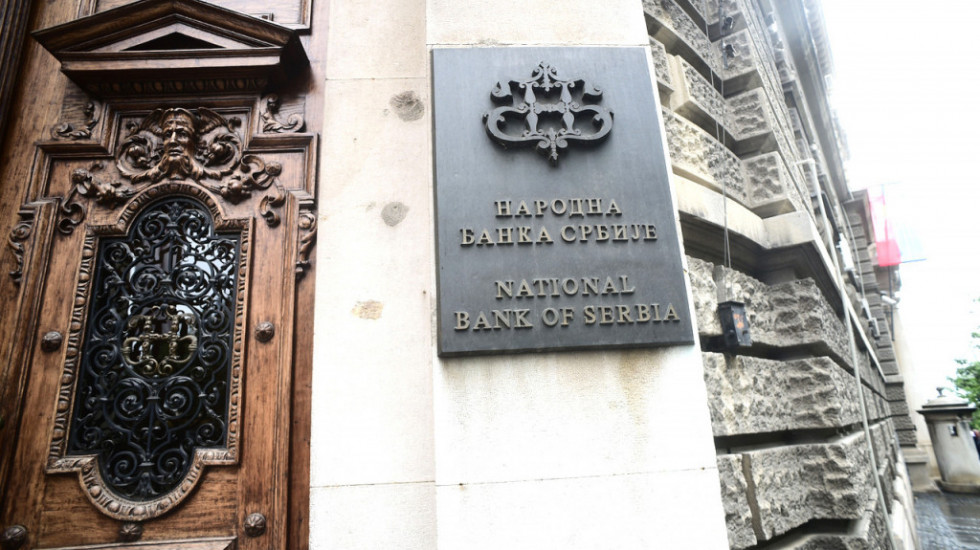 НАРОДНА
БАНКА СРБИЈЕ
NATIONAL
BANK OF SERBIA